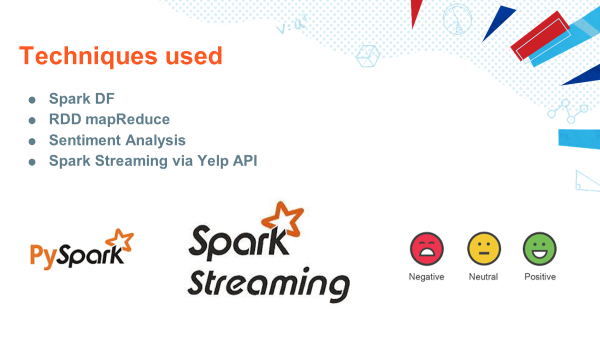 Techniques used
● Spark DF
● RDD mapReduce
● Sentiment Analysis
● Spark Streaming via Yelp API
PySpark
Spark
Streaming
Negative Neutral Positive